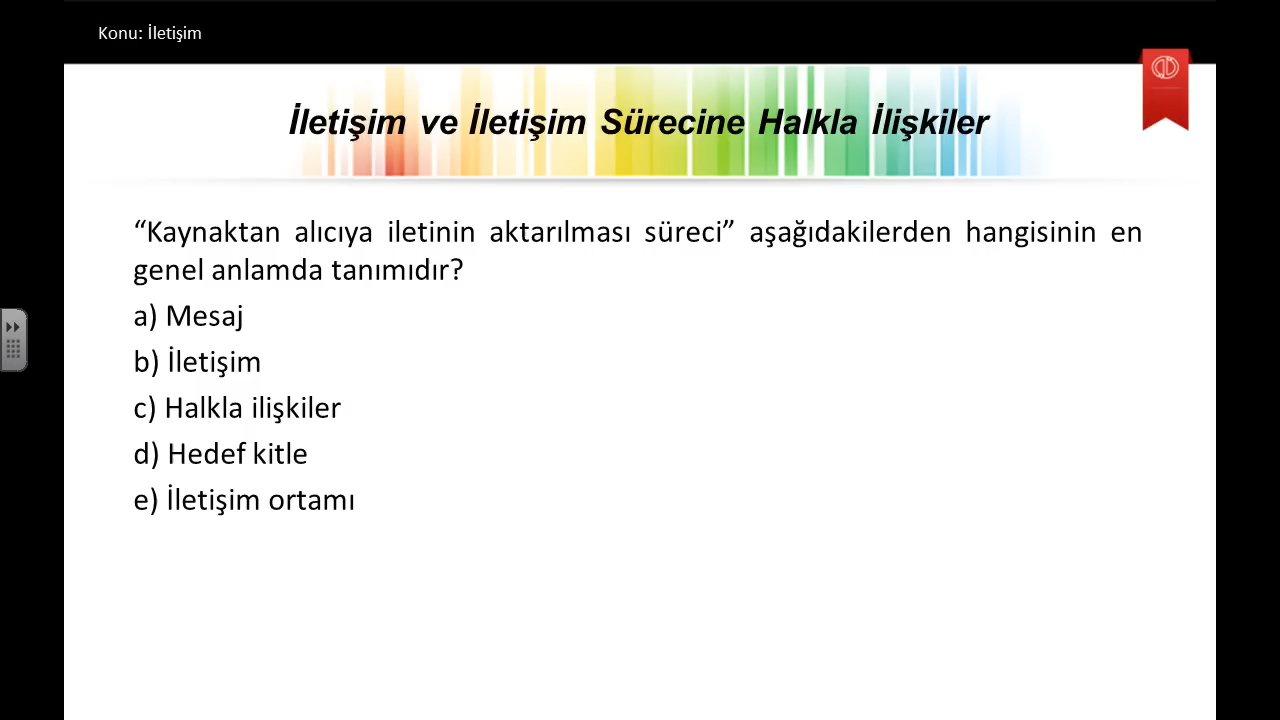 Konu: İletişim
İletişim ve İletişim Sürecine Halkla İlişkiler
“Kaynaktan alıcıya iletinin aktarılması süreci” aşağıdakilerden hangisinin en
genel anlamda tanımıdır?
a) Mesaj
b) İletişim
c) Halkla ilişkiler
d) Hedef kitle
e) İletişim ortamı